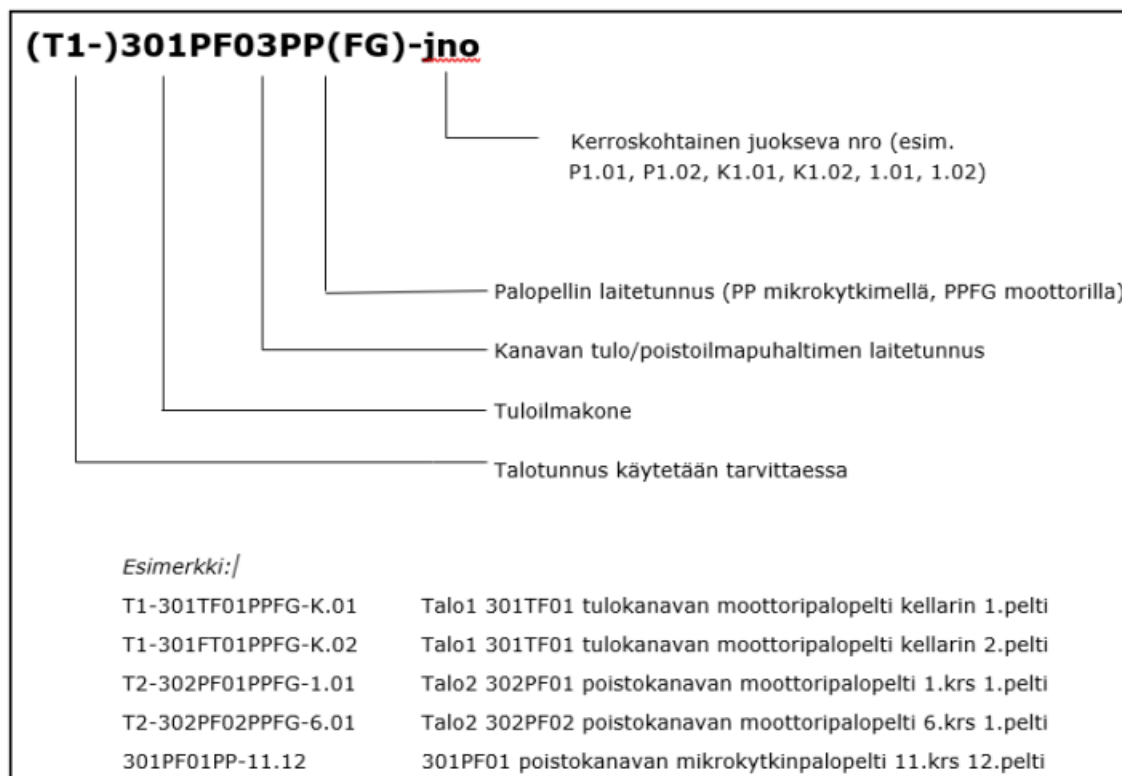 (T1-)301PF03PP(FG)-jno
Kerroskohtainen juokseva nro (esim.
P1.01, P1.02, K1.01, K1.02, 1.01, 1.02)
Palopellin laitetunnus (PP mikrokytkimellä, PPFG moottorilla)
Kanavan tulo/poistoilmapuhaltimen laitetunnus
Tuloilmakone
Talotunnus käytetään tarvittaessa
Esimerkki:
T1-301TF01PPFG-K.01 Talo1 301TF01 tulokanavan moottoripalopelti kellarin 1.pelti
T1-301FT01PPFG-K.02 Talo1 301TF01 tulokanavan moottoripalopelti kellarin 2.pelti
T2-302PF01PPFG-1.01 Talo2 302PF01 poistokanavan moottoripalopelti 1.krs 1.pelti
T2-302PF02PPFG-6.01 Talo2 302PF02 poistokanavan moottoripalopelti 6.krs 1.pelti
301PF01PP-11.12 301PF01 poistokanavan mikrokytkinpalopelti 11.krs 12.pelti